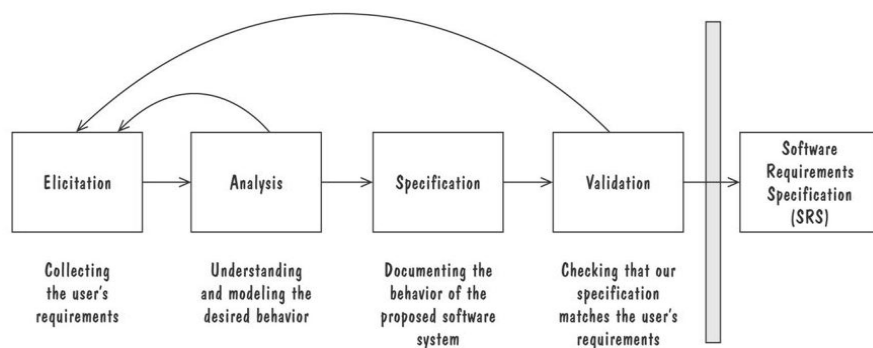 Elicitation
Analysis
Specification
Validation
Software
Requirements
Specification
(SRS)
Collecting
the user's
requirements
Understanding
and modeling the
desired behavior
Documenting the
behavior of the
proposed software
system
Checking that our
specification
matches the user's
requirements